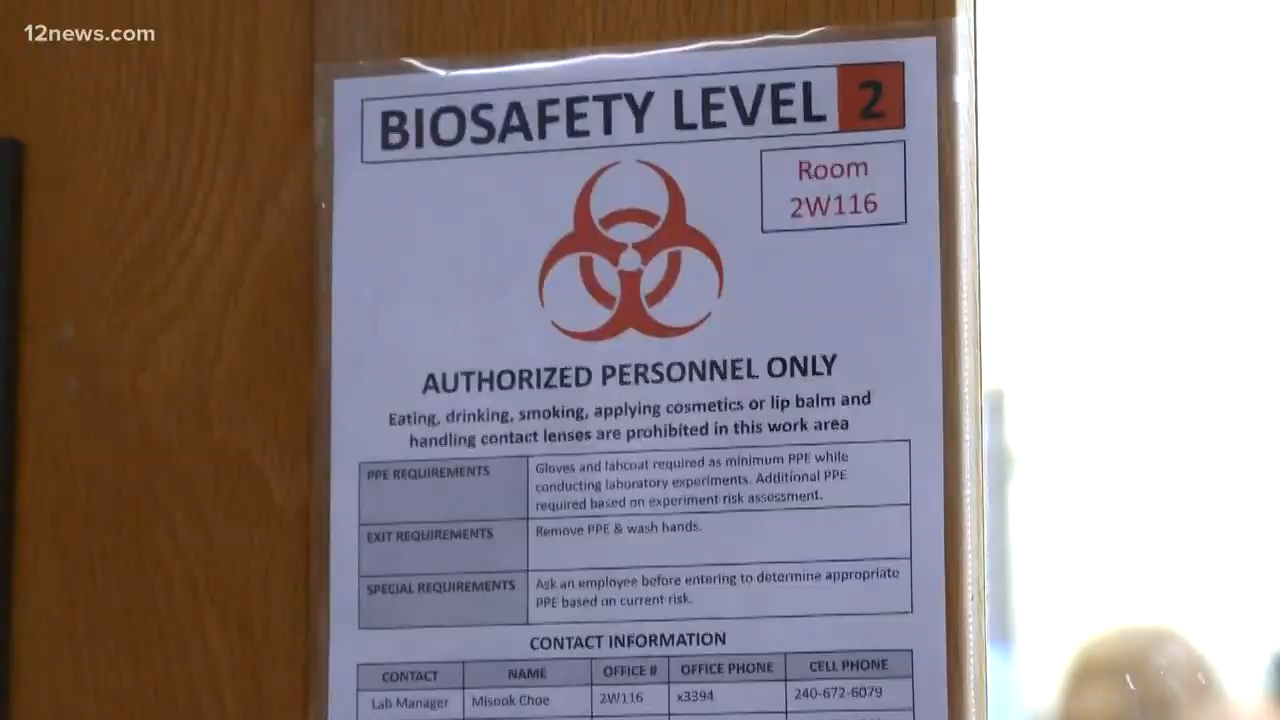 12news.com
BIOSAFETY LEVEL 2
Room
2W116
AUTHORIZED PERSONNEL ONLY
Eating, drinking, smoking, applying cosmetics or lip balm and
handling contact lenses are prohibited in this work area
PPE REQUIREMENTS
Gloves and labcoat required as minimum PPE while
conducting laboratory experiments. Additional PPE
required based on experiment risk assessment.
EXIT REQUIREMENTS
Remove PPE & wash hands.
SPECIAL REQUIREMENTS
Ask an employee before entering to determine appropriate
PPE based on current risk.
CONTACT INFORMATION
CONTACT NAME OFFICE # OFFICE PHONE CELL PHONE
Lab Manager Misook Choe 2W116 x3394 240-672-6079